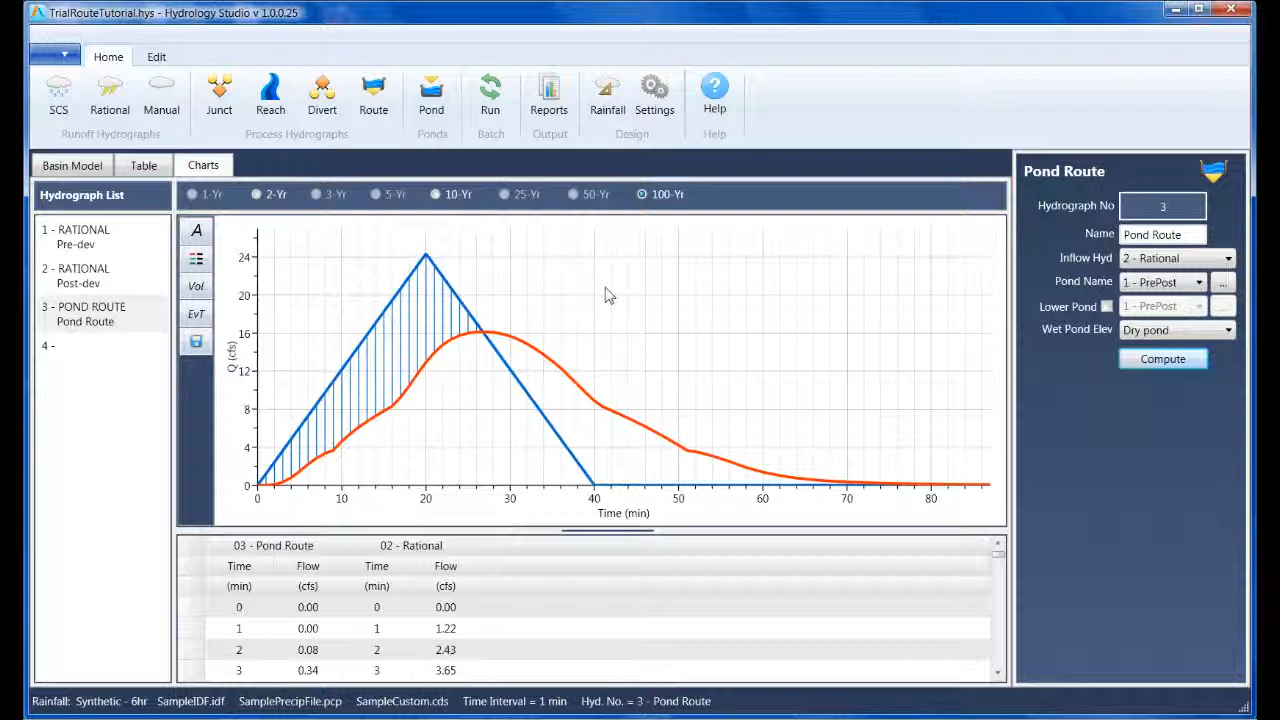 TrialRouteTutorial.hys - Hydrology Studio v 1.0.0.25
Home Edit
SCS Rational Manual Junct Reach Divert Route Pond Run Reports Rainfall Settings Help
Runoff Hydrographs Process Hydrographs Ponds Batch Output Design Help
Basin Model Table Charts
Hydrograph List
1 - RATIONAL
Pre-dev
2 - RATIONAL
Post-dev
3 - POND ROUTE
Pond Route
4 -
1-Yr 2-Yr 3-Yr 5-Yr 10-Yr 25-Yr 50-Yr 100-Yr
A
Vol
EvT
Q (cfs)
24
20
16
12
8
4
0
0 10 20 30 40 50 60 70 80
Time (min)
03 - Pond Route 02 - Rational
Time Flow Time Flow
(min) (cfs) (min) (cfs)
0 0.00 0 0.00
1 0.00 1 1.22
2 0.08 2 2.43
3 0.34 3 3.65
Pond Route
Hydrograph No 3
Name Pond Route
Inflow Hyd 2 - Rational
Pond Name 1 - PrePost ...
Lower Pond 1 - PrePost
Wet Pond Elev Dry pond
Compute
Rainfall: Synthetic - 6hr SampleIDF.idf SamplePrecipFile.pcp SampleCustom.cds Time Interval = 1 min Hyd. No. = 3 - Pond Route